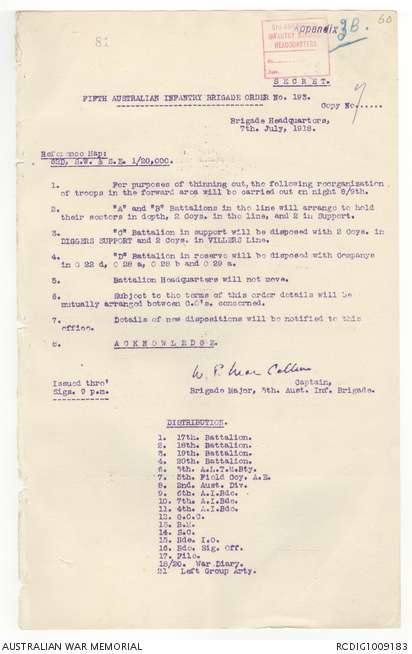 81
Appendix 3B.
60
INFANTRY BRIGADE
HEADQUARTERS
SECRET.
FIFTH AUSTRALIAN INFANTRY BRIGADE ORDER No. 193.
Copy No. 7......
Brigade Headquarters,
7th. July, 1918.
Reference Map:
62D, S.W. & S.E. 1/20,000.
1. For purposes of thinning out, the following reorganization
of troops in the forward area will be carried out on night 8/9th.
2. "A" and "B" Battalions in the line will arrange to hold
their sectors in depth, 2 Coys. in the line, and 2 in Support.
3. "C" Battalion in support will be disposed with 2 Coys. in
DIGGERS SUPPORT and 2 Coys. in VILLERS Line.
4. "D" Battalion in reserve will be disposed with Companys
in O 22 d, O 28 a, O 28 b and O 29 a.
5. Battalion Headquarters will not move.
6. Subject to the terms of this order details will be
mutually arranged between C.O's. concerned.
7. Details of new dispositions will be notified to this
office.
8. ACKNOWLEDGE.
Captain,
Brigade Major, 5th. Aust. Inf. Brigade.
Issued thro'
Sigs. 9 p.m.
DISTRIBUTION.
1. 17th. Battalion.
2. 18th. Battalion.
3. 19th. Battalion.
4. 20th. Battalion.
6. 5th. A.L.T.M.Bty.
7. 5th. Field Coy. A.E.
8. 2nd. Aust. Div.
9. 6th. A.I.Bde.
10. 7th. A.I.Bde.
11. 4th. A.I.Bde.
12. G.O.C.
13. B.M.
14. S.C.
15. Bde. I.O.
16. Bde. Sig. Off.
17. File.
18/20. War Diary.
21 Left Group Arty.
AUSTRALIAN WAR MEMORIAL
RCDIG1009183